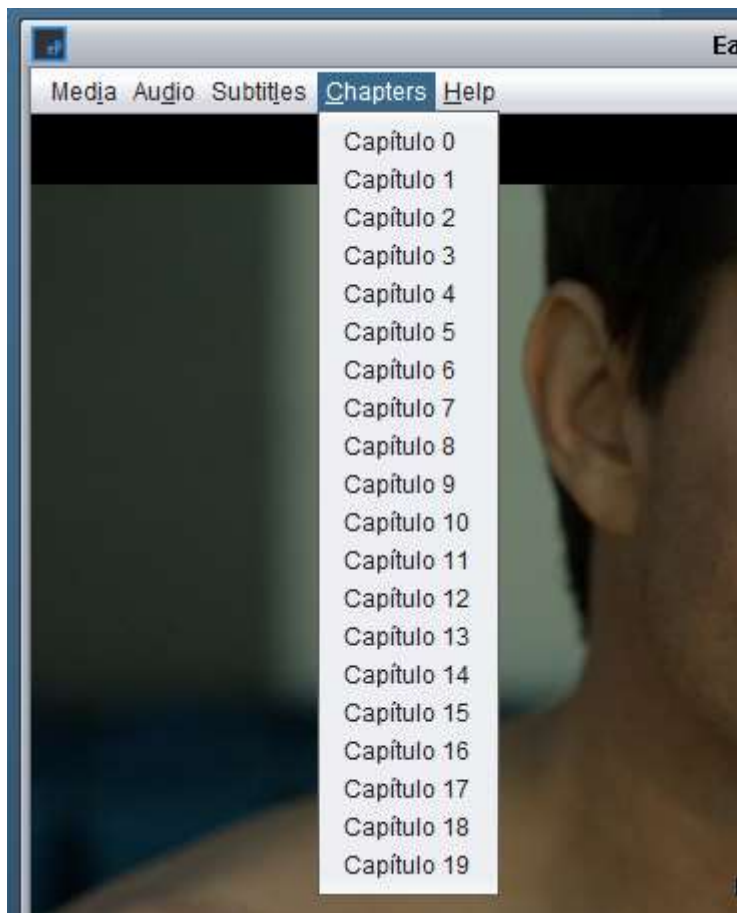 Ea
Media Audio Subtitles Chapters Help
Capítulo 0
Capítulo 1
Capítulo 2
Capítulo 3
Capítulo 4
Capítulo 5
Capítulo 6
Capítulo 7
Capítulo 8
Capítulo 9
Capítulo 10
Capítulo 11
Capítulo 12
Capítulo 13
Capítulo 14
Capítulo 15
Capítulo 16
Capítulo 17
Capítulo 18
Capítulo 19